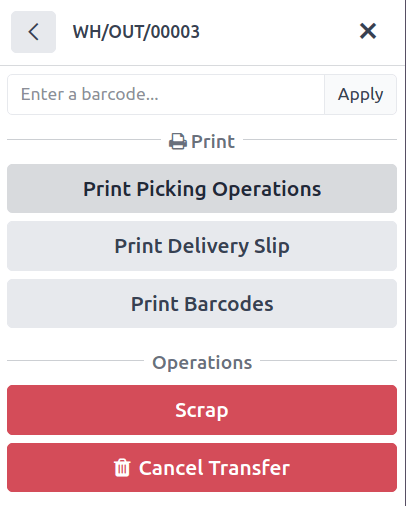 WH/OUT/00003
Enter a barcode... Apply
Print
Print Picking Operations
Print Delivery Slip
Print Barcodes
Operations
Scrap
Cancel Transfer